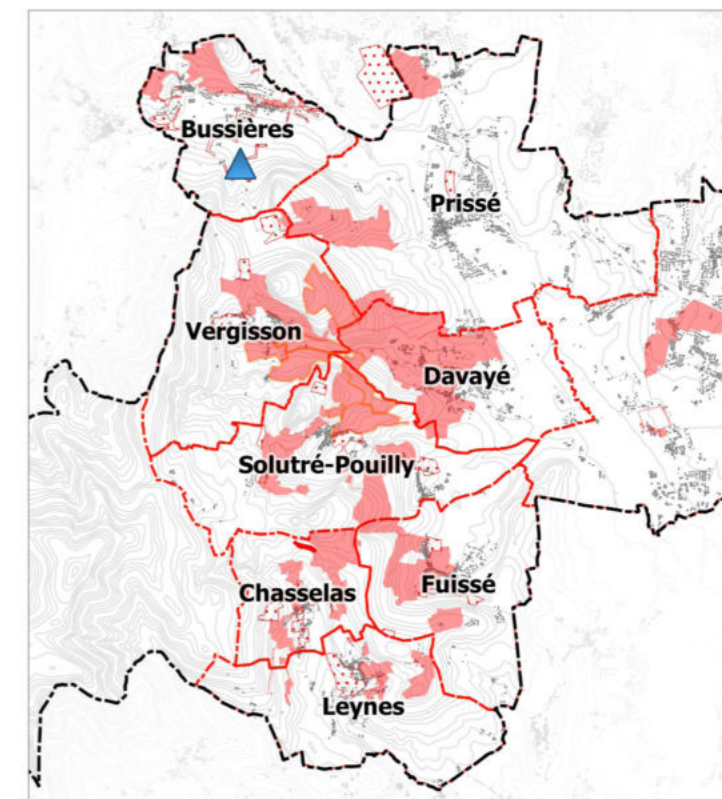 Bussières
Prissé
Vergisson
Davayé
Solutré-Pouilly
Chasselas
Fuissé
Leynes